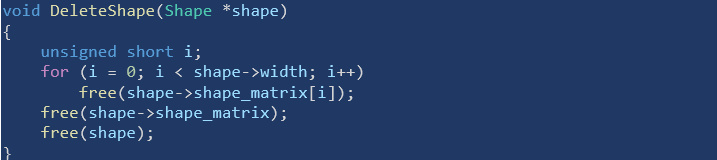 void DeleteShape(Shape *shape)
{
    unsigned short i;
    for (i = 0; i < shape->width; i++)
        free(shape->shape_matrix[i]);
    free(shape->shape_matrix);
    free(shape);
}